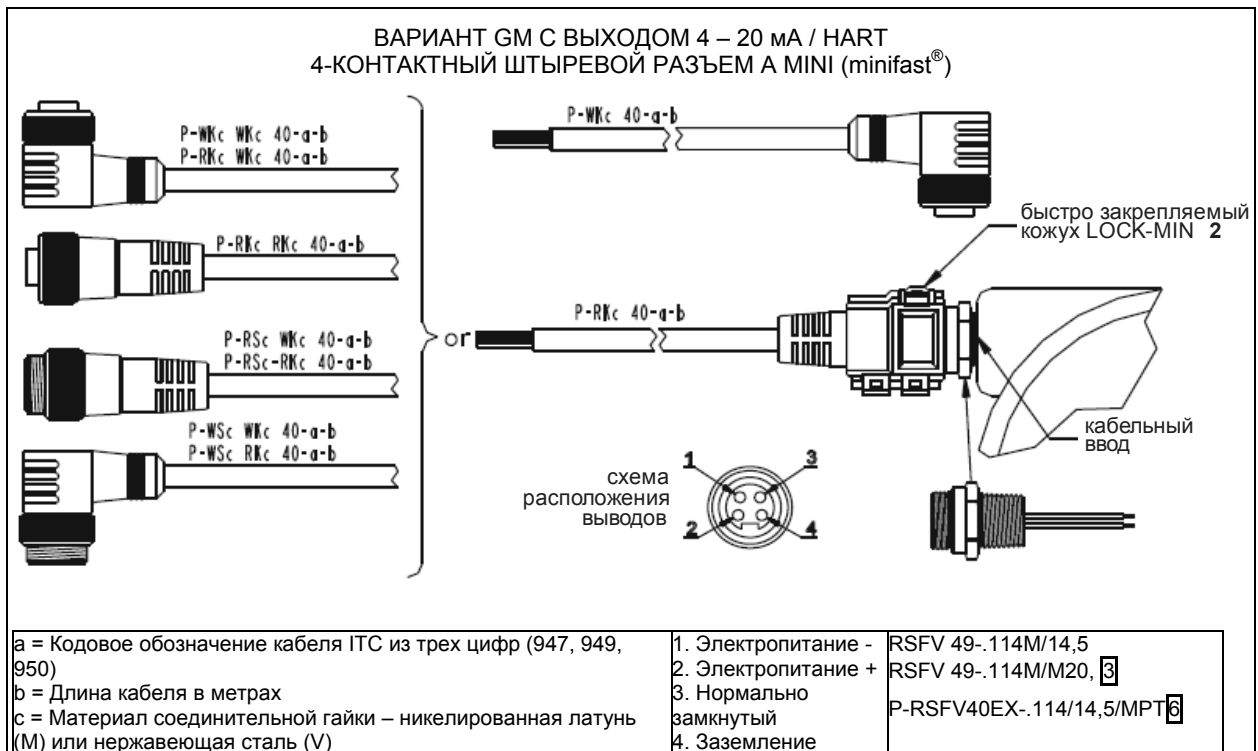 ВАРИАНТ GM С ВЫХОДОМ 4 – 20 мА / HART
4-КОНТАКТНЫЙ ШТЫРЕВОЙ РАЗЪЕМ A MINI (minifast®)
P-WKc WKc 40-a-b
P-RKc WKc 40-a-b
P-RKc RKc 40-a-b
P-RSc WKc 40-a-b
P-RSc-RKc 40-a-b
P-WSc WKc 40-a-b
P-WSc RKc 40-a-b
or
P-WKc 40-a-b
быстро закрепляемый
кожух LOCK-MIN 2
P-RKc 40-a-b
кабельный
ввод
схема
расположения
выводов
1
3
2
4
a = Кодовое обозначение кабеля ITC из трех цифр (947, 949,
950)
b = Длина кабеля в метрах
c = Материал соединительной гайки – никелированная латунь
(M) или нержавеющая сталь (V)
1. Электропитание -
2. Электропитание +
3. Нормально
замкнутый
4. Заземление
RSFV 49-.114M/14,5
RSFV 49-.114M/M20, 3
P-RSFV40EX-.114/14,5/MPT 6